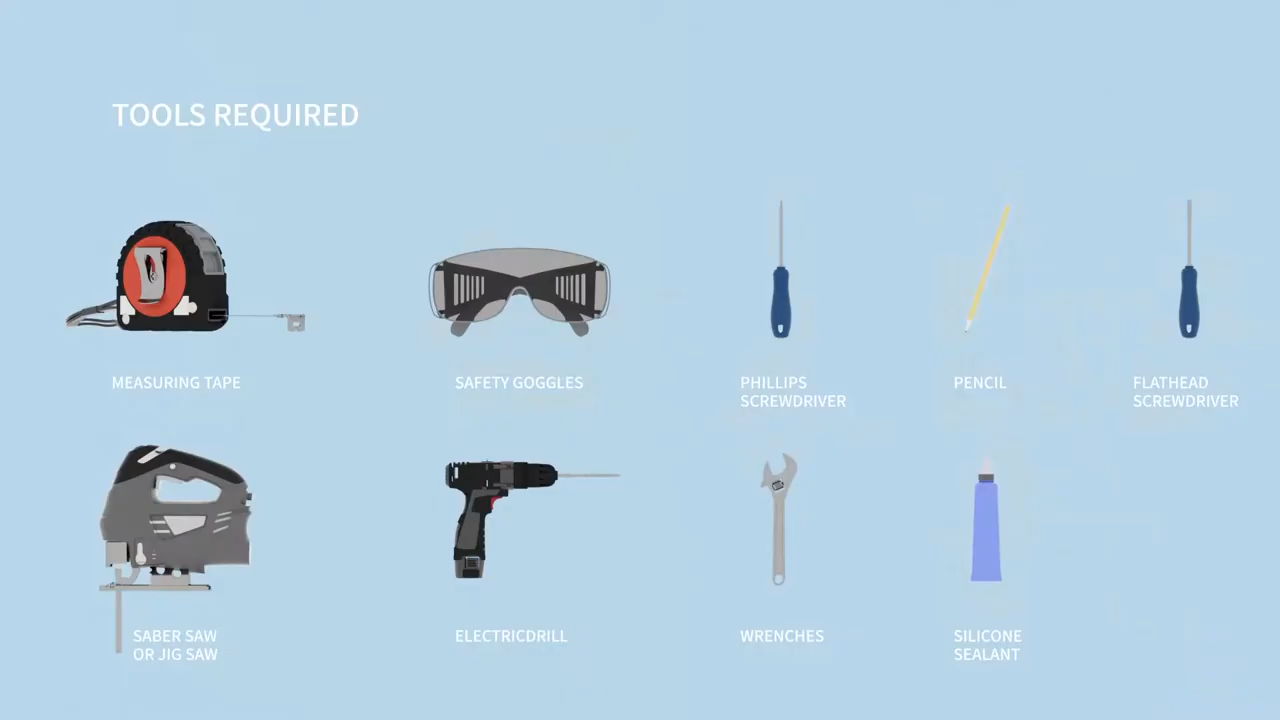 TOOLS REQUIRED
MEASURING TAPE
SAFETY GOGGLES
PHILLIPS
SCREWDRIVER
PENCIL
FLATHEAD
SCREWDRIVER
SABER SAW
OR JIG SAW
ELECTRICDRILL
WRENCHES
SILICONE
SEALANT